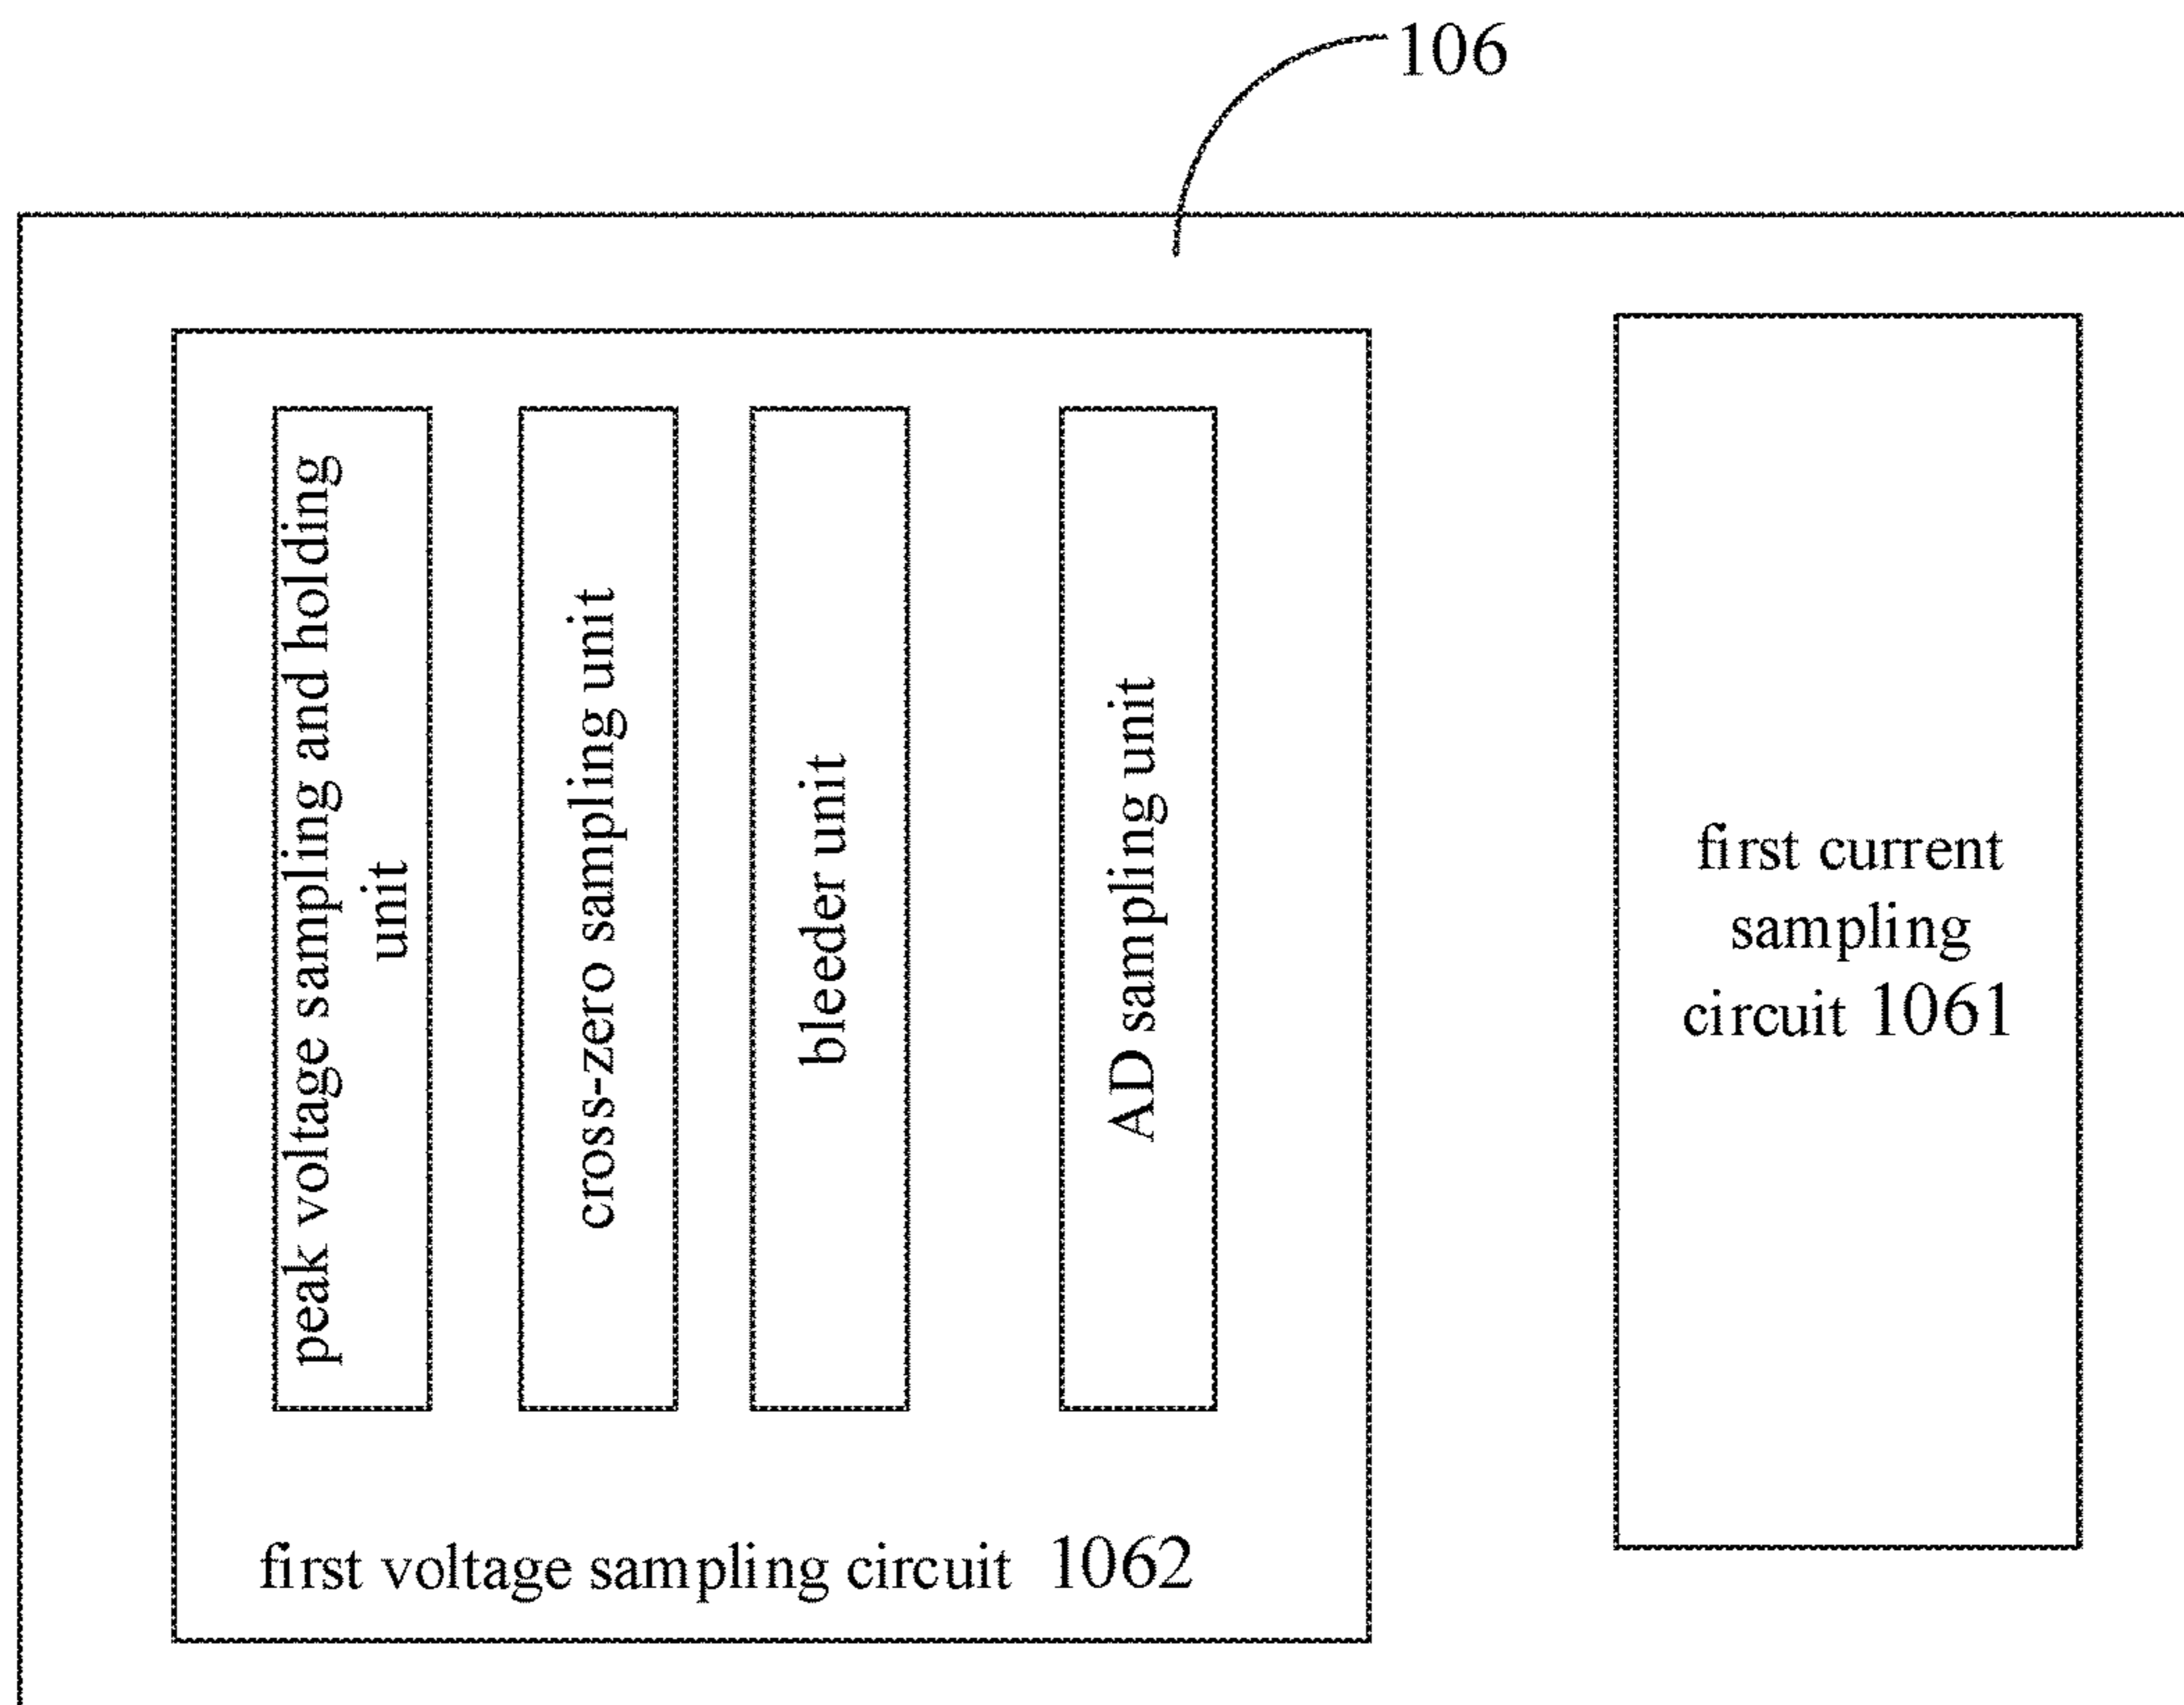 106
peak voltage sampling and holding
unit
cross-zero sampling unit
bleeder unit
AD sampling unit
first voltage sampling circuit 1062
first current
sampling
circuit 1061